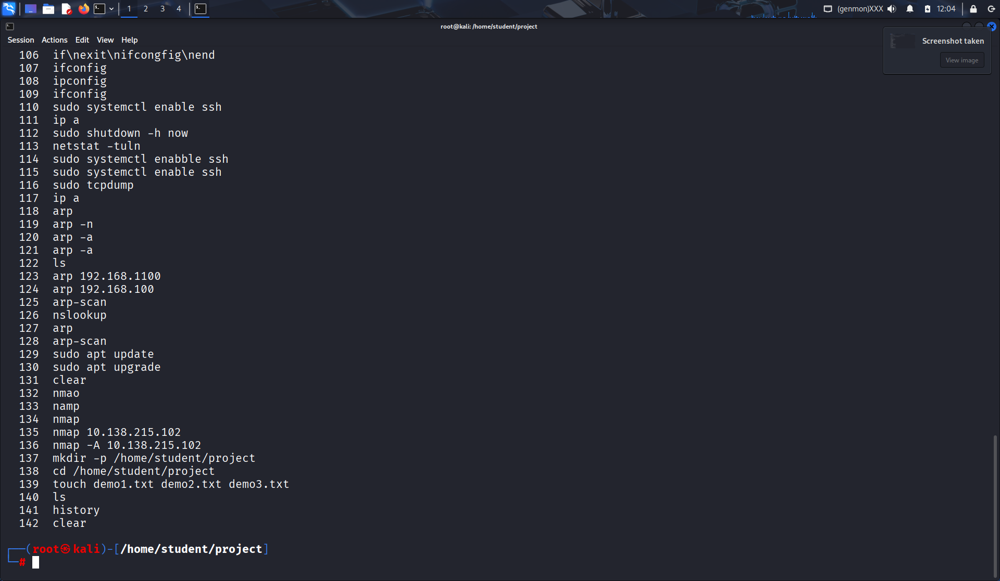 1 2 3 4
(genmon)XXX 12:04
root@kali: /home/student/project
Session Actions Edit View Help
Screenshot taken
View image
106 if\nexit\nifcongfig\nend
107 ifconfig
108 ipconfig
109 ifconfig
110 sudo systemctl enable ssh
111 ip a
112 sudo shutdown -h now
113 netstat -tuln
114 sudo systemctl enabble ssh
115 sudo systemctl enable ssh
116 sudo tcpdump
117 ip a
118 arp
119 arp -n
120 arp -a
121 arp -a
122 ls
123 arp 192.168.1100
124 arp 192.168.100
125 arp-scan
126 nslookup
127 arp
128 arp-scan
129 sudo apt update
130 sudo apt upgrade
131 clear
132 nmao
133 namp
134 nmap
135 nmap 10.138.215.102
136 nmap -A 10.138.215.102
137 mkdir -p /home/student/project
138 cd /home/student/project
139 touch demo1.txt demo2.txt demo3.txt
140 ls
141 history
142 clear
┌──(root㉿kali)-[/home/student/project]
└─#